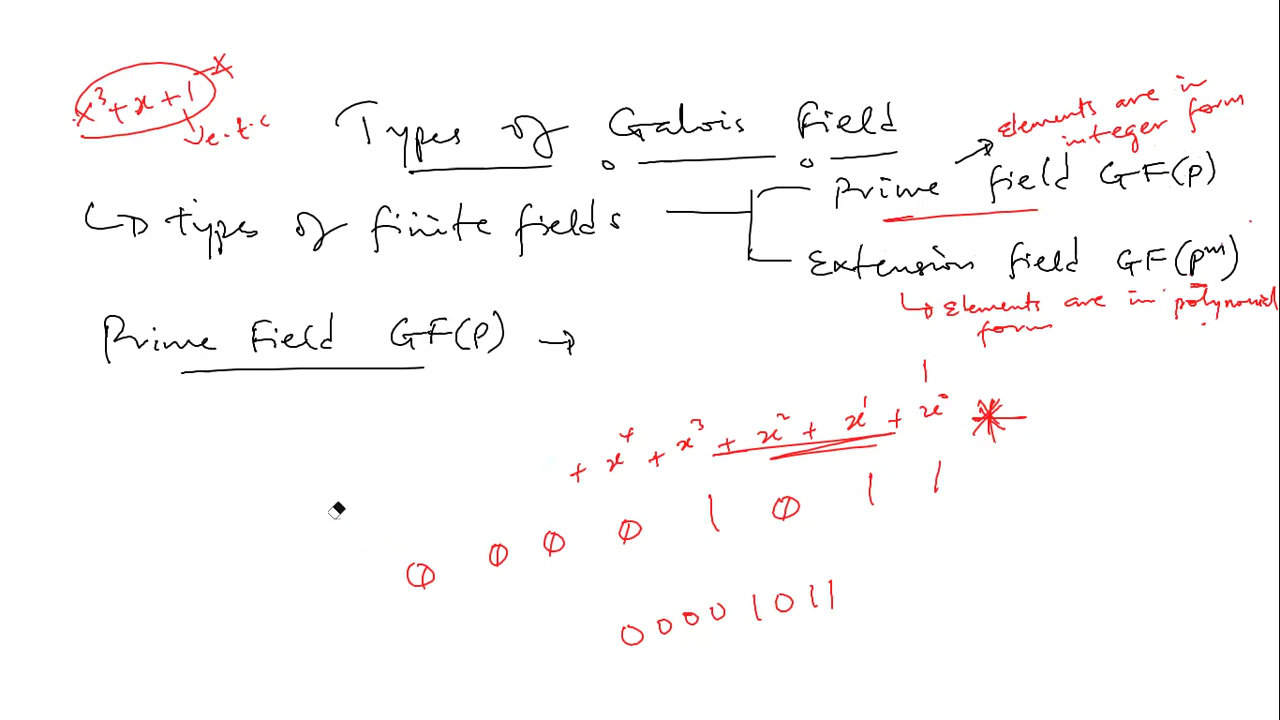 x³+x+1
e.t.c
Types of Galois Field
Elements are in
integer form
Prime field GF(p)
↳ types of finite fields
Extension field GF(pᵐ)
↳ Elements are in polynomial
form
Prime Field GF(p) →
1
+ x⁴ + x³ + x² + x¹ + x⁰
0 0 0 0 1 0 1 1
00001011